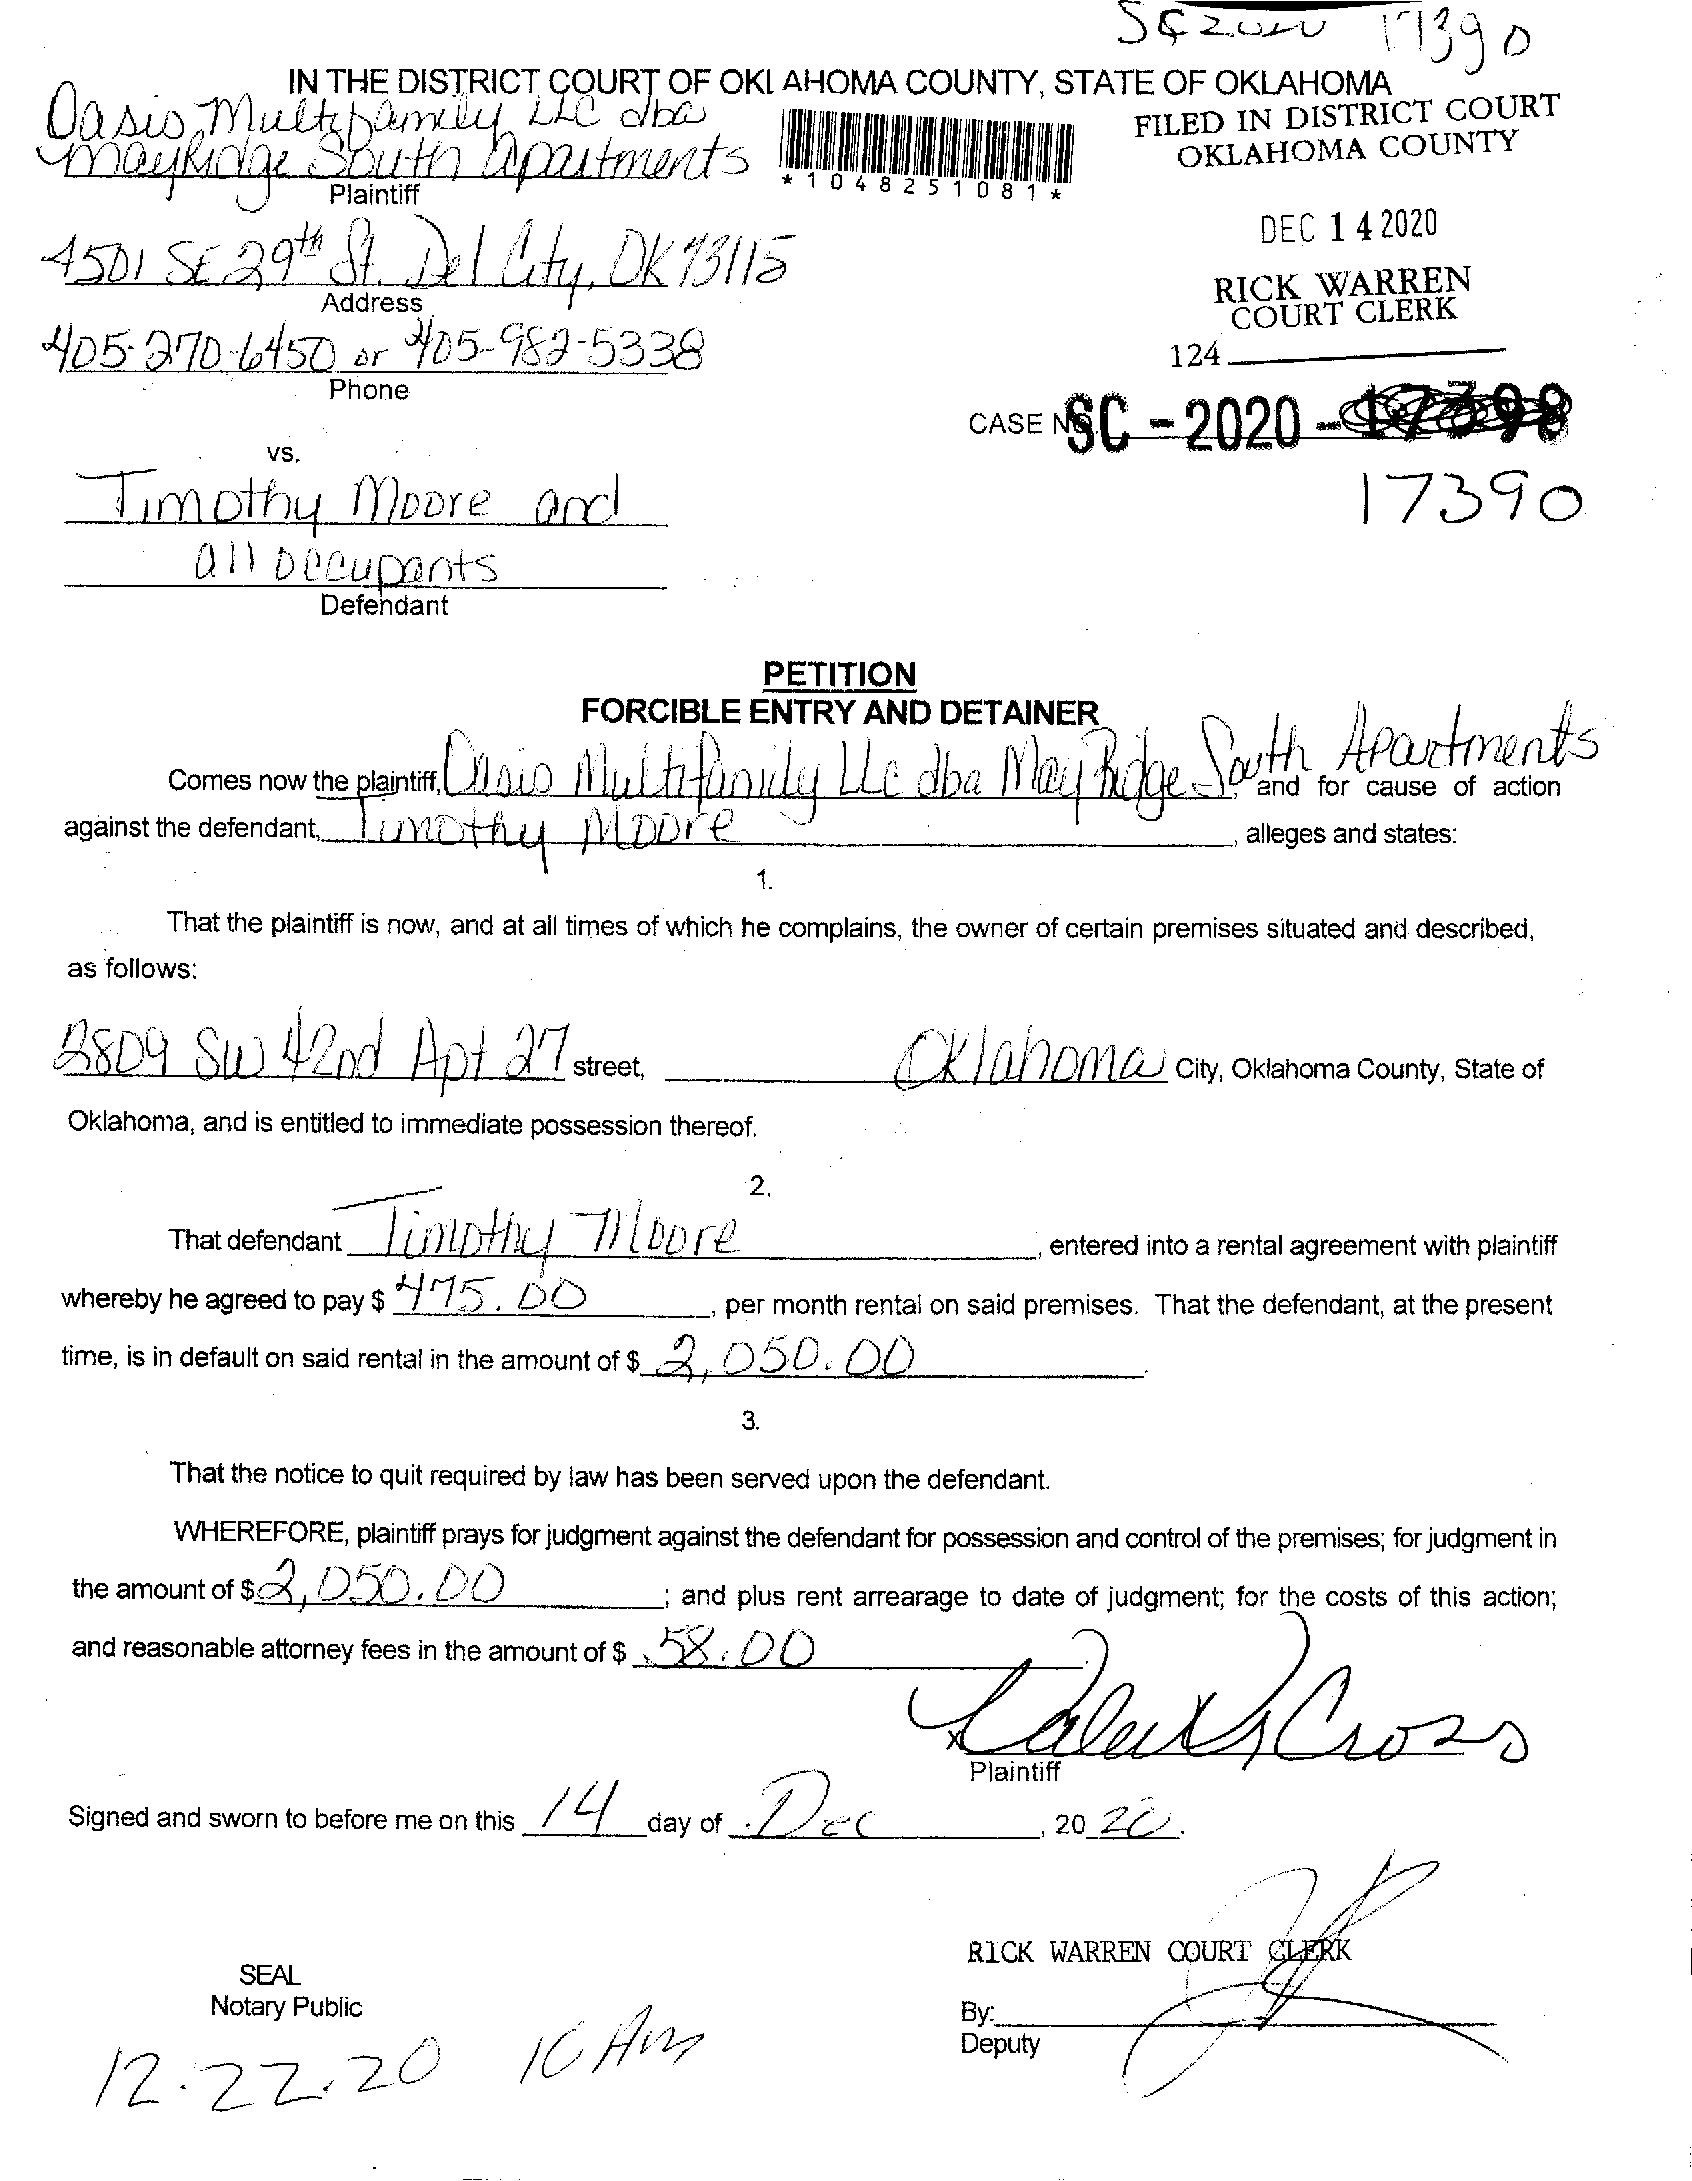 SC 2020 17390
IN THE DISTRICT COURT OF OKLAHOMA COUNTY, STATE OF OKLAHOMA
Oasis Multifamily LLC dba
MayRidge South Apartments
Plaintiff
*1048251081*
FILED IN DISTRICT COURT
OKLAHOMA COUNTY
DEC 14 2020
RICK WARREN
COURT CLERK
124
4501 SE 29th St. Del City, OK 73115
Address
405-270-6450 or 405-982-5338
Phone
CASE NO. SC - 2020 - 17398
17390
vs.
Timothy Moore and
all occupants
Defendant
PETITION
FORCIBLE ENTRY AND DETAINER
Comes now the plaintiff, Oasis Multifamily LLC dba May Ridge South Apartments and for cause of action
against the defendant, Timothy Moore, alleges and states:
1.
That the plaintiff is now, and at all times of which he complains, the owner of certain premises situated and described,
as follows:
2809 SW 42nd Apt 27 street, Oklahoma City, Oklahoma County, State of
Oklahoma, and is entitled to immediate possession thereof.
2.
That defendant Timothy Moore, entered into a rental agreement with plaintiff
whereby he agreed to pay $ 475.00, per month rental on said premises. That the defendant, at the present
time, is in default on said rental in the amount of $ 2,050.00.
3.
That the notice to quit required by law has been served upon the defendant.
WHEREFORE, plaintiff prays for judgment against the defendant for possession and control of the premises; for judgment in
the amount of $ 2,050.00; and plus rent arrearage to date of judgment; for the costs of this action;
and reasonable attorney fees in the amount of $ 58.00
x Cross
Plaintiff
Signed and sworn to before me on this 14 day of Dec, 20 20.
RICK WARREN COURT CLERK
SEAL
Notary Public
By:
Deputy
12.22.20 10 Am